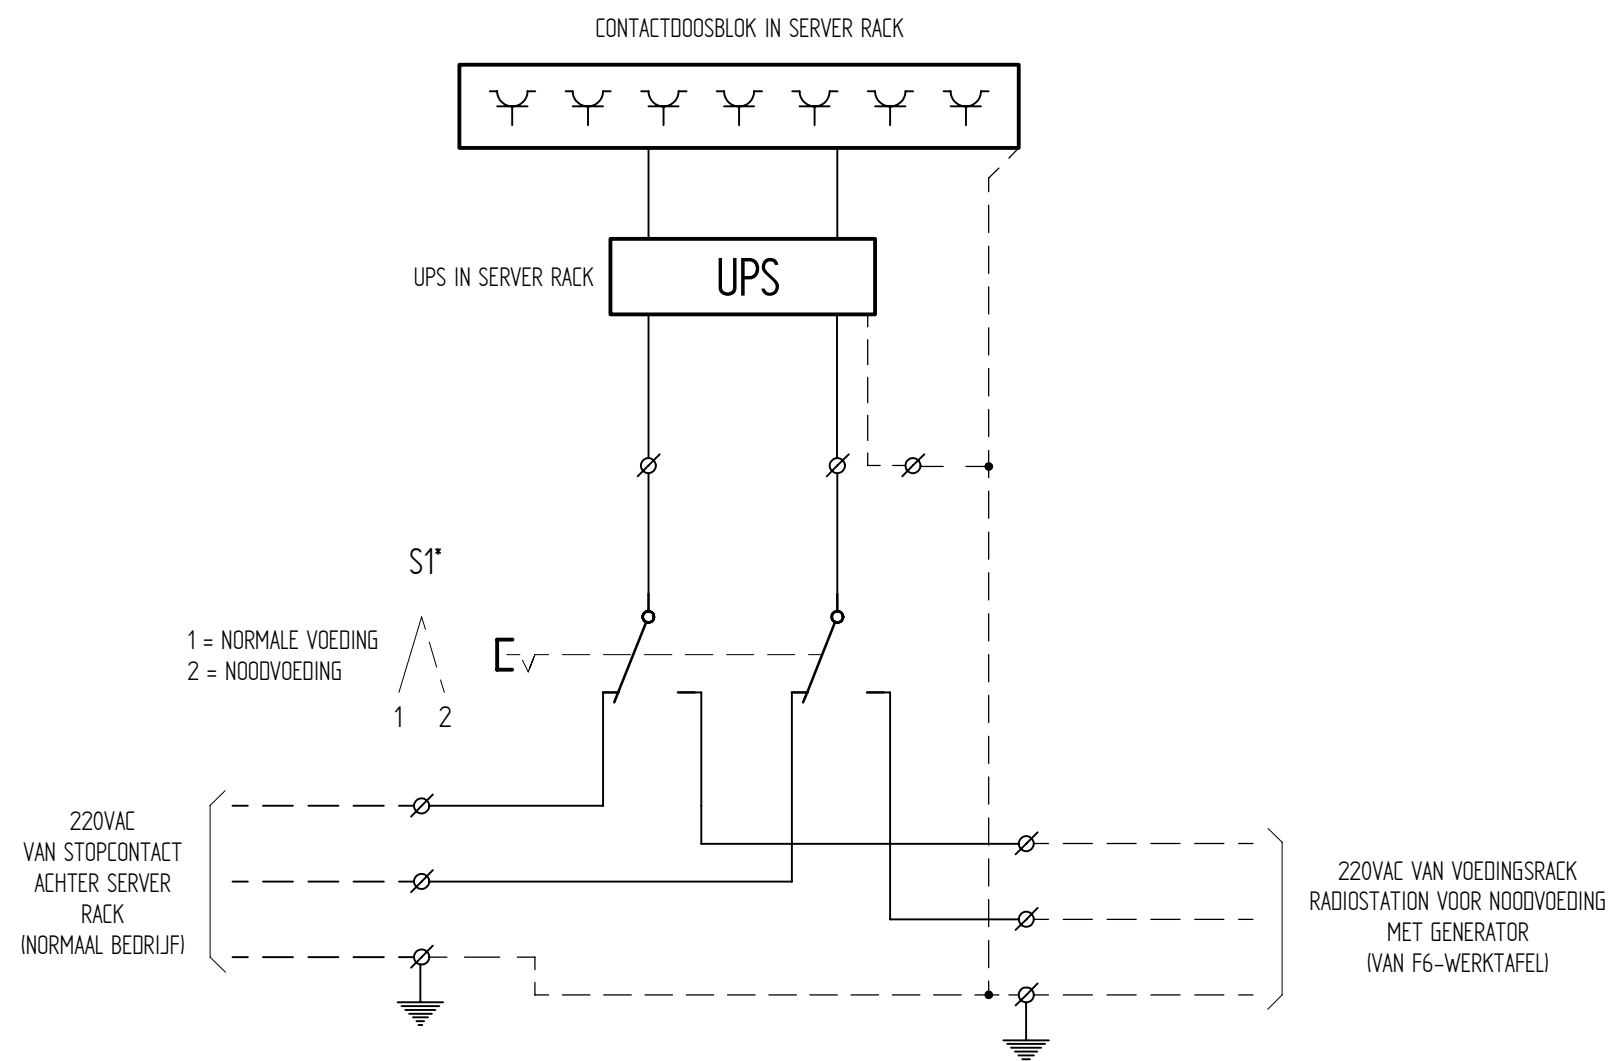 CONTACTDOOSBLOK IN SERVER RACK
UPS IN SERVER RACK
UPS
S1*
1 = NORMALE VOEDING
2 = NOODVOEDING
1 2
220VAC
VAN STOPCONTACT
ACHTER SERVER
RACK
(NORMAAL BEDRIJF)
220VAC VAN VOEDINGSRACK
RADIOSTATION VOOR NOODVOEDING
MET GENERATOR
(VAN F6-WERKTAFEL)